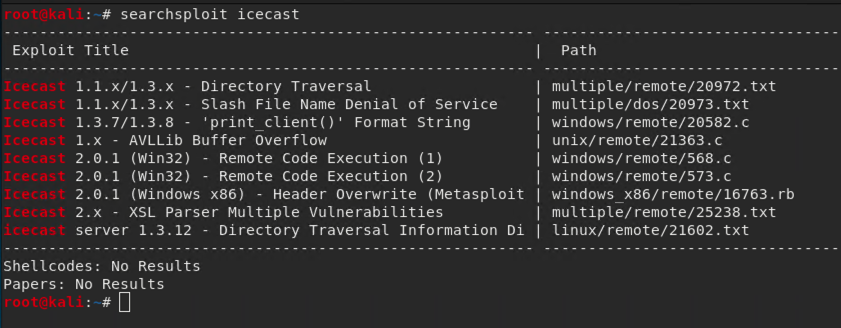 root@kali:~# searchsploit icecast
---------------------------------------------------------- ---------------------------------
 Exploit Title                                            |  Path
---------------------------------------------------------- ---------------------------------
Icecast 1.1.x/1.3.x - Directory Traversal                 | multiple/remote/20972.txt
Icecast 1.1.x/1.3.x - Slash File Name Denial of Service   | multiple/dos/20973.txt
Icecast 1.3.7/1.3.8 - 'print_client()' Format String      | windows/remote/20582.c
Icecast 1.x - AVLLib Buffer Overflow                      | unix/remote/21363.c
Icecast 2.0.1 (Win32) - Remote Code Execution (1)         | windows/remote/568.c
Icecast 2.0.1 (Win32) - Remote Code Execution (2)         | windows/remote/573.c
Icecast 2.0.1 (Windows x86) - Header Overwrite (Metasploit | windows_x86/remote/16763.rb
Icecast 2.x - XSL Parser Multiple Vulnerabilities         | multiple/remote/25238.txt
icecast server 1.3.12 - Directory Traversal Information Di | linux/remote/21602.txt
---------------------------------------------------------- ---------------------------------
Shellcodes: No Results
Papers: No Results
root@kali:~#